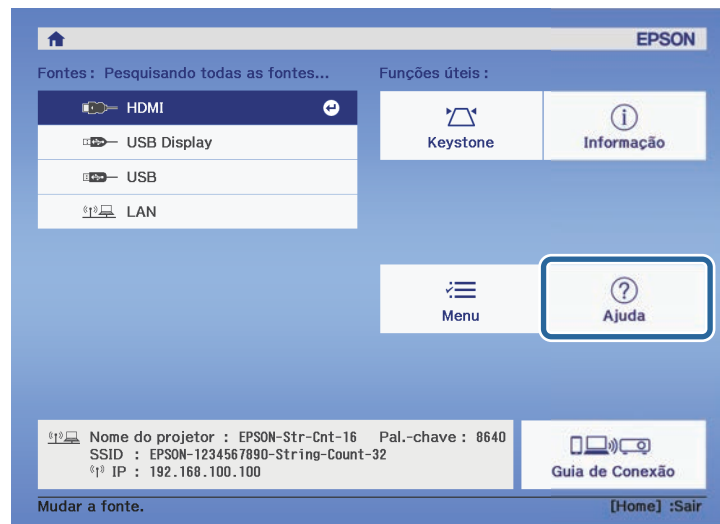 EPSON
Fontes : Pesquisando todas as fontes...
Funções úteis :
HDMI
USB Display
USB
LAN
Keystone
Informação
Menu
Ajuda
Nome do projetor : EPSON-Str-Cnt-16 Pal.-chave : 8640
SSID : EPSON-1234567890-String-Count-32
IP : 192.168.100.100
Guia de Conexão
Mudar a fonte.
[Home] :Sair